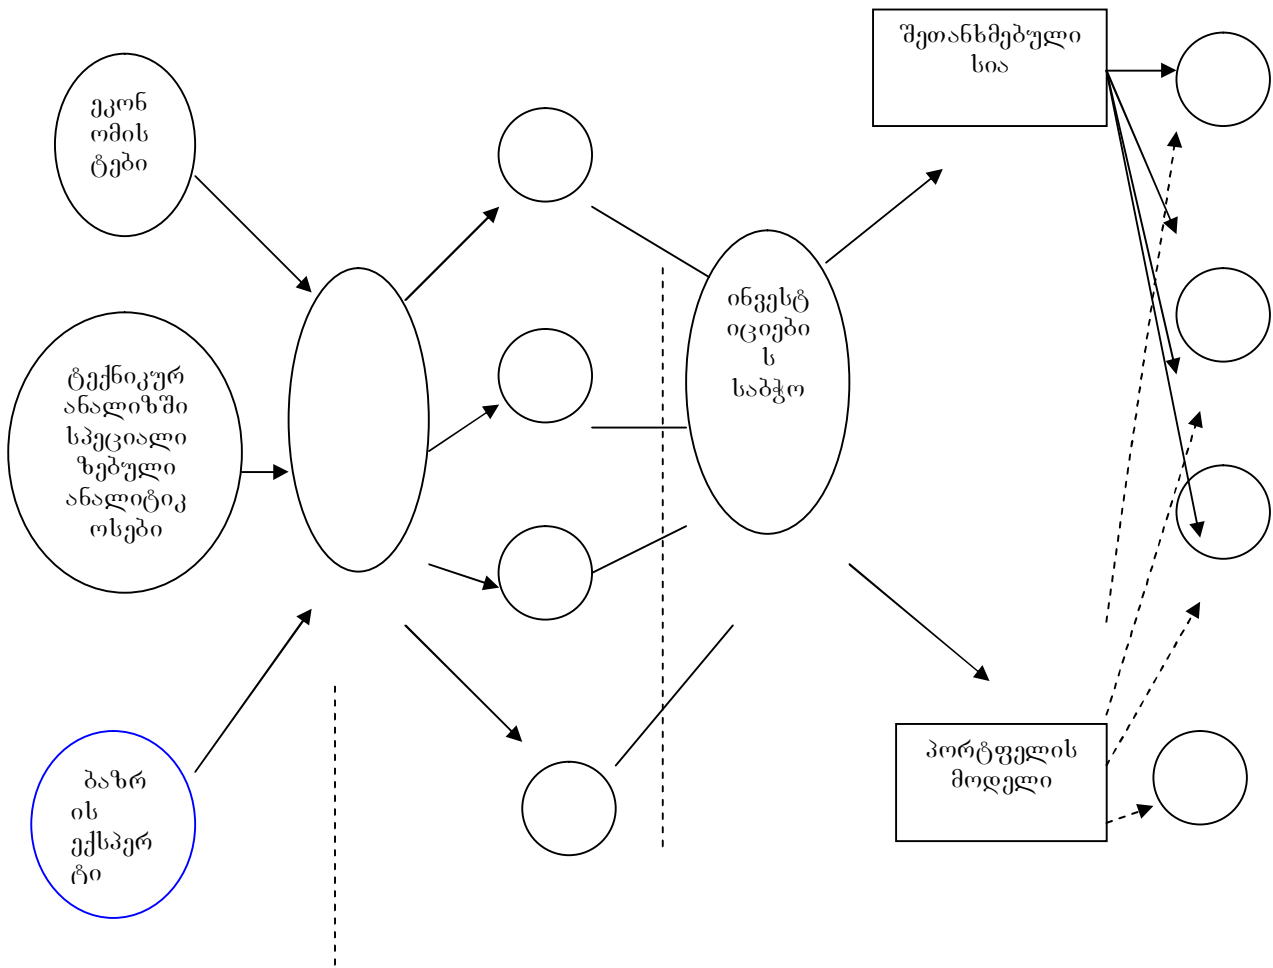 ეკონ
ომის
ტები
ტექნიკურ
ანალიზში
სპეციალი
ზებული
ანალიტიკ
ოსები
ბაზრ
ის
ექსპერ
ტი
ინვესტ
იციები
ს
საბჭო
შეთანხმებული
სია
პორტფელის
მოდელი